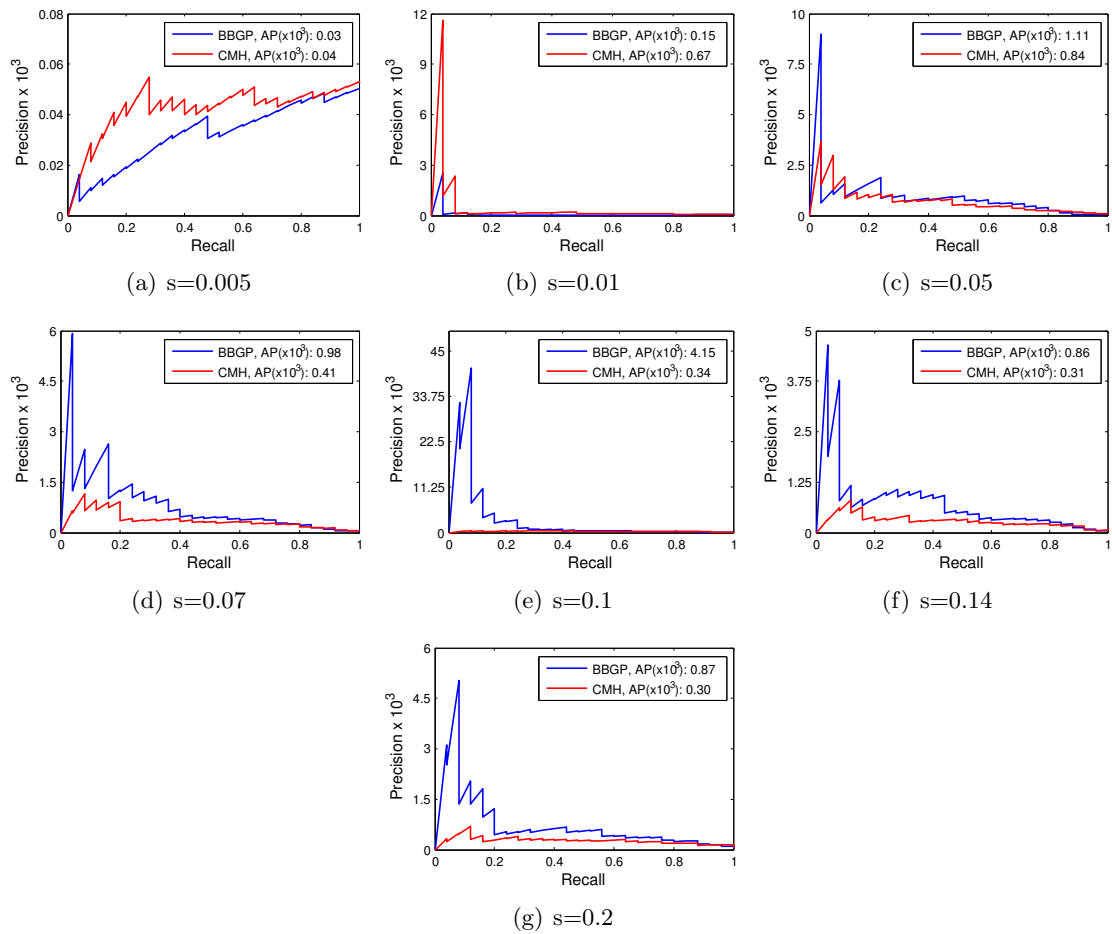 0.08
0.06
0.04
0.02
0
0 0.2 0.4 0.6 0.8 1
Precision x 10³
Recall
BBGP, AP(x10³): 0.03
CMH, AP(x10³): 0.04
(a) s=0.005
12
9
6
3
0
0 0.2 0.4 0.6 0.8 1
Precision x 10³
Recall
BBGP, AP(x10³): 0.15
CMH, AP(x10³): 0.67
(b) s=0.01
10
7.5
5
2.5
0
0 0.2 0.4 0.6 0.8 1
Precision x 10³
Recall
BBGP, AP(x10³): 1.11
CMH, AP(x10³): 0.84
(c) s=0.05
6
4.5
3
1.5
0
0 0.2 0.4 0.6 0.8 1
Precision x 10³
Recall
BBGP, AP(x10³): 0.98
CMH, AP(x10³): 0.41
(d) s=0.07
45
33.75
22.5
11.25
0
0 0.2 0.4 0.6 0.8 1
Precision x 10³
Recall
BBGP, AP(x10³): 4.15
CMH, AP(x10³): 0.34
(e) s=0.1
5
3.75
2.5
1.25
0
0 0.2 0.4 0.6 0.8 1
Precision x 10³
Recall
BBGP, AP(x10³): 0.86
CMH, AP(x10³): 0.31
(f) s=0.14
6
4.5
3
1.5
0
0 0.2 0.4 0.6 0.8 1
Precision x 10³
Recall
BBGP, AP(x10³): 0.87
CMH, AP(x10³): 0.30
(g) s=0.2